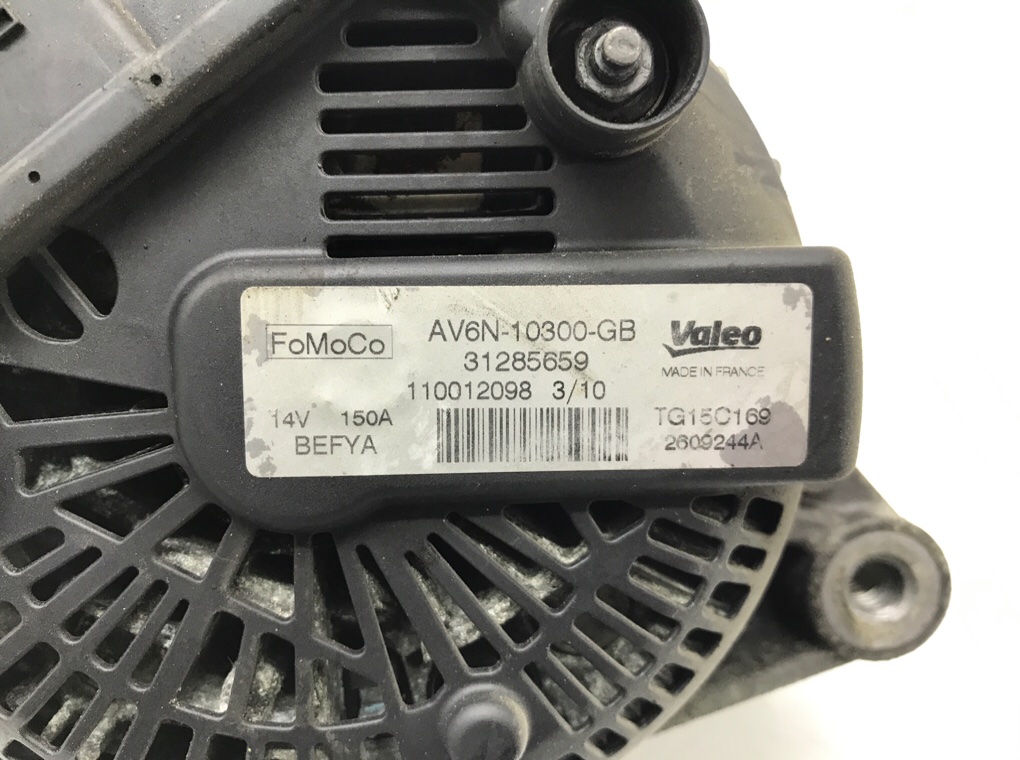 FoMoCo
AV6N-10300-GB
31285659
110012098 3/10
14V 150A
BEFYA
Valeo
MADE IN FRANCE
TG15C169
2609244A